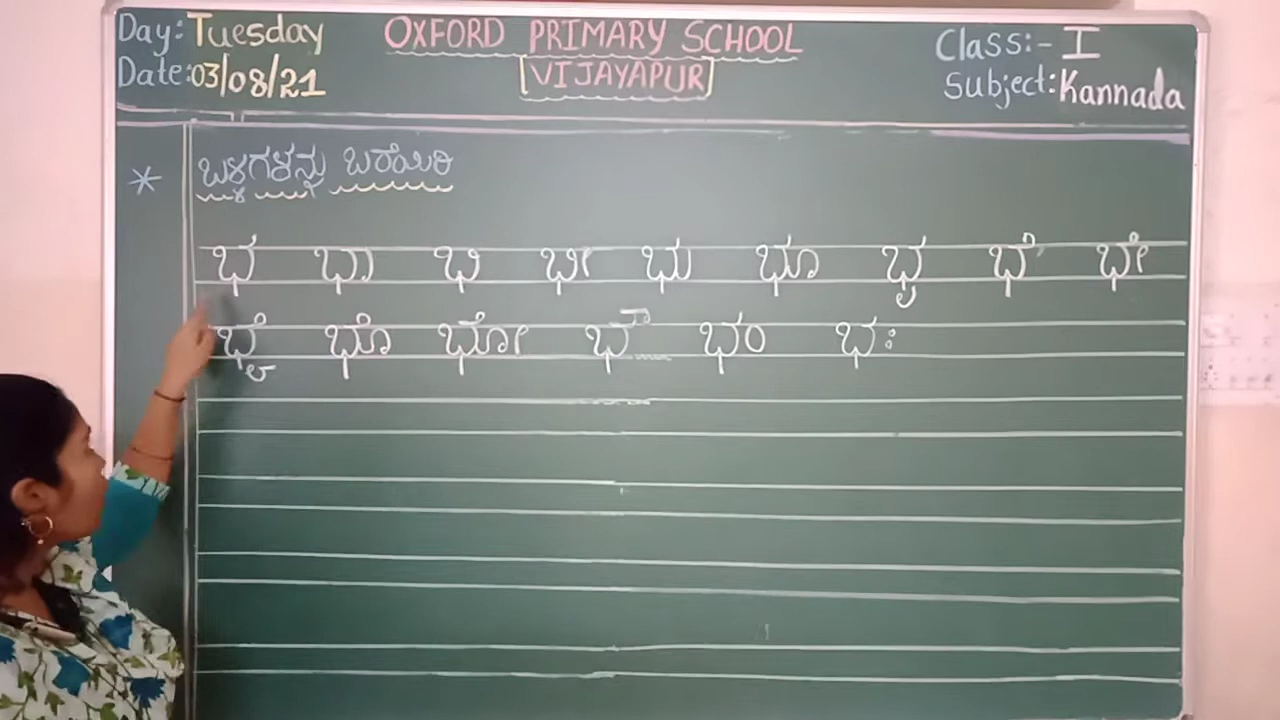 Day: Tuesday
Date: 03/08/21
OXFORD PRIMARY SCHOOL
[VIJAYAPUR]
Class:- I
Subject: Kannada
* ಬಳ್ಳಿಗಳನ್ನು ಬರೆಯಿರಿ
ಭ ಭಾ ಭಿ ಭೀ ಭು ಭೂ ಭೃ ಭೆ ಭೇ
ಭೈ ಭೊ ಭೋ ಭೌ ಭಂ ಭಃ